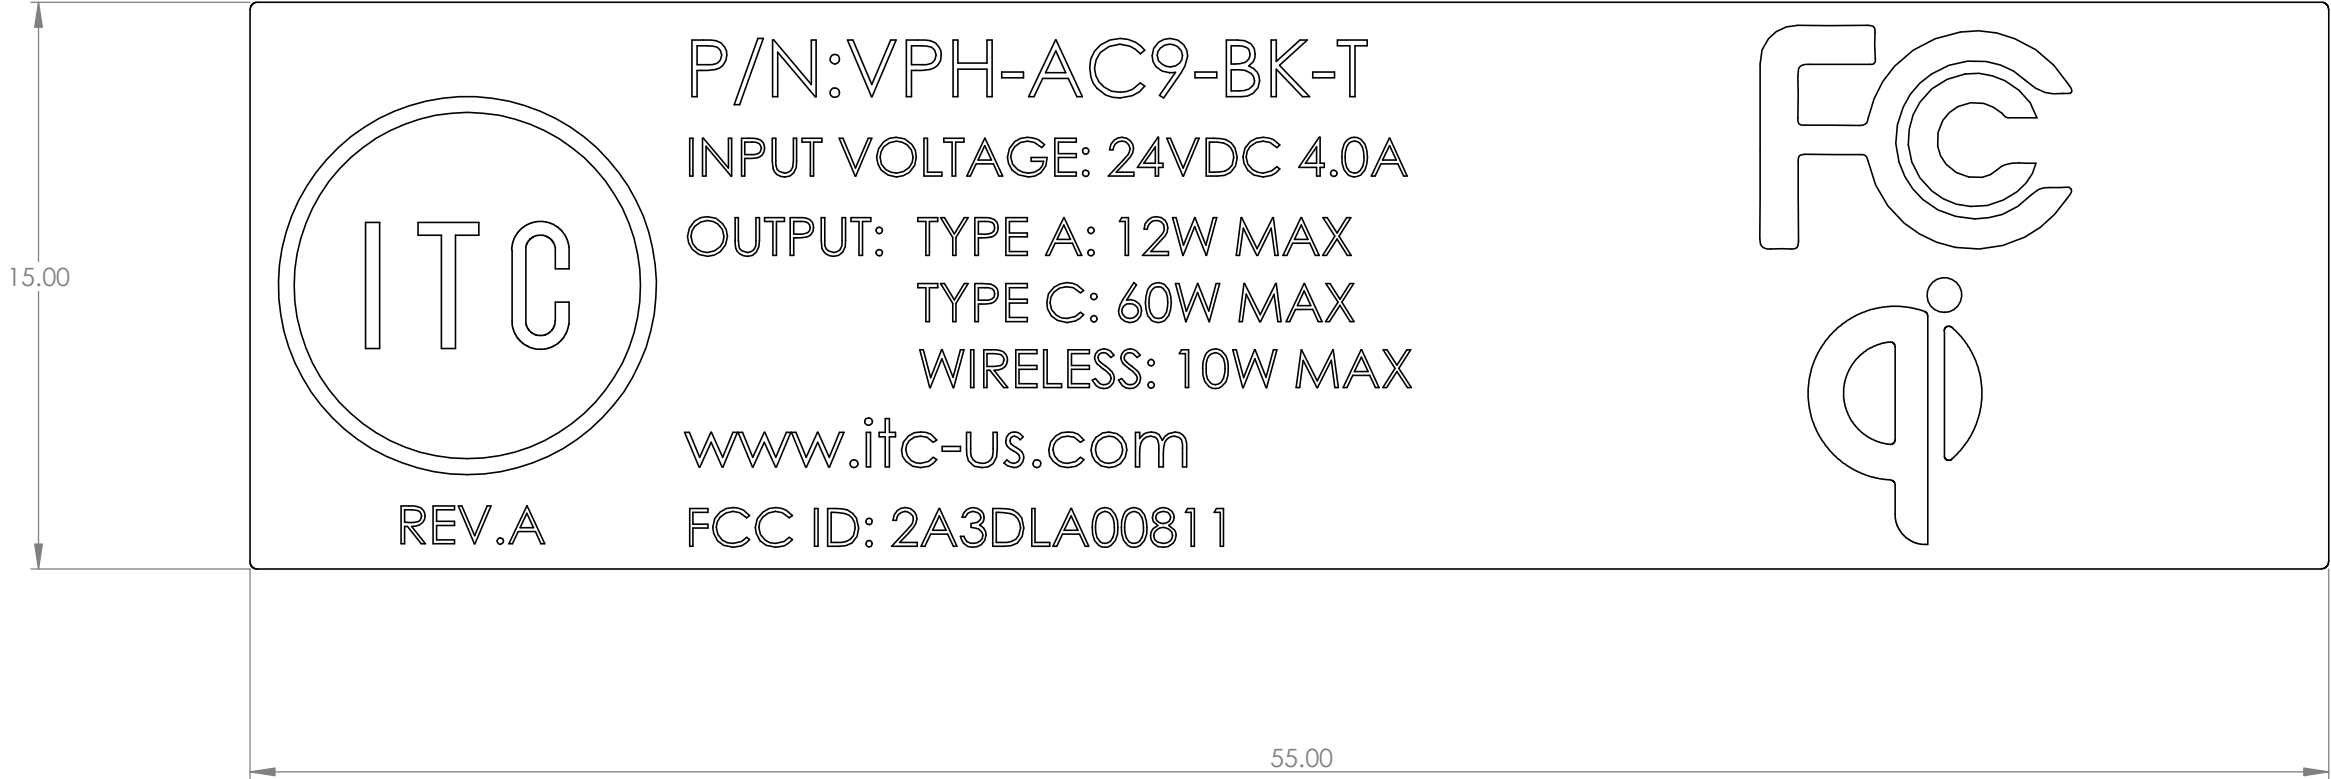 P/N:VPH-AC9-BK-T
INPUT VOLTAGE: 24VDC 4.0A
OUTPUT: TYPE A: 12W MAX
TYPE C: 60W MAX
WIRELESS: 10W MAX
www.itc-us.com
FCC ID: 2A3DLA00811
ITC
REV.A
FC
qi
15.00
55.00